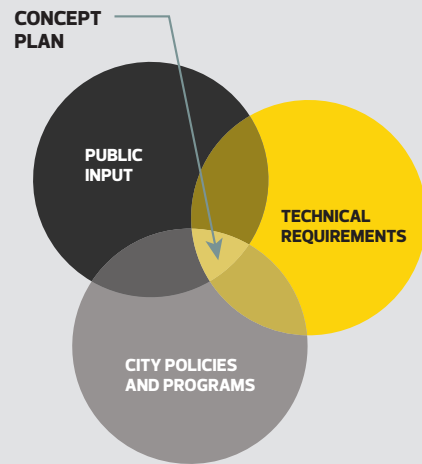 CONCEPT
PLAN
PUBLIC
INPUT
TECHNICAL
REQUIREMENTS
CITY POLICIES
AND PROGRAMS